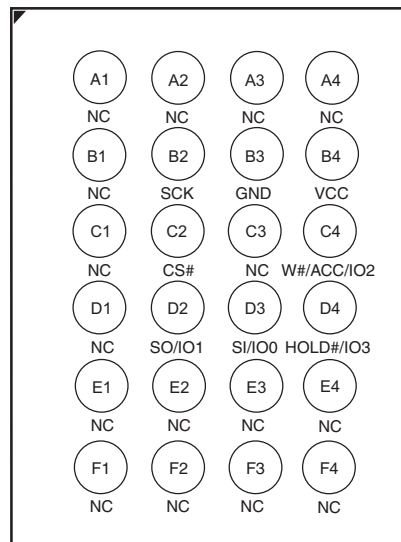 A1 A2 A3 A4
NC NC NC NC
B1 B2 B3 B4
NC SCK GND VCC
C1 C2 C3 C4
NC CS# NC W#/ACC/IO2
D1 D2 D3 D4
NC SO/IO1 SI/IO0 HOLD#/IO3
E1 E2 E3 E4
NC NC NC NC
F1 F2 F3 F4
NC NC NC NC